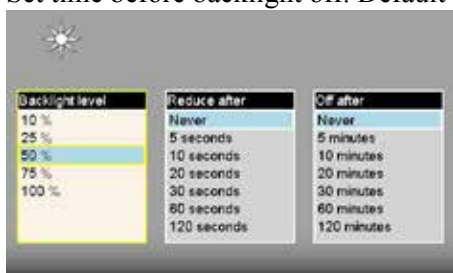 Set time before backlight off. Default
Backlight level
10 %
25 %
50 %
75 %
100 %
Reduce after
Never
5 seconds
10 seconds
20 seconds
30 seconds
60 seconds
120 seconds
Off after
Never
5 minutes
10 minutes
20 minutes
30 minutes
60 minutes
120 minutes